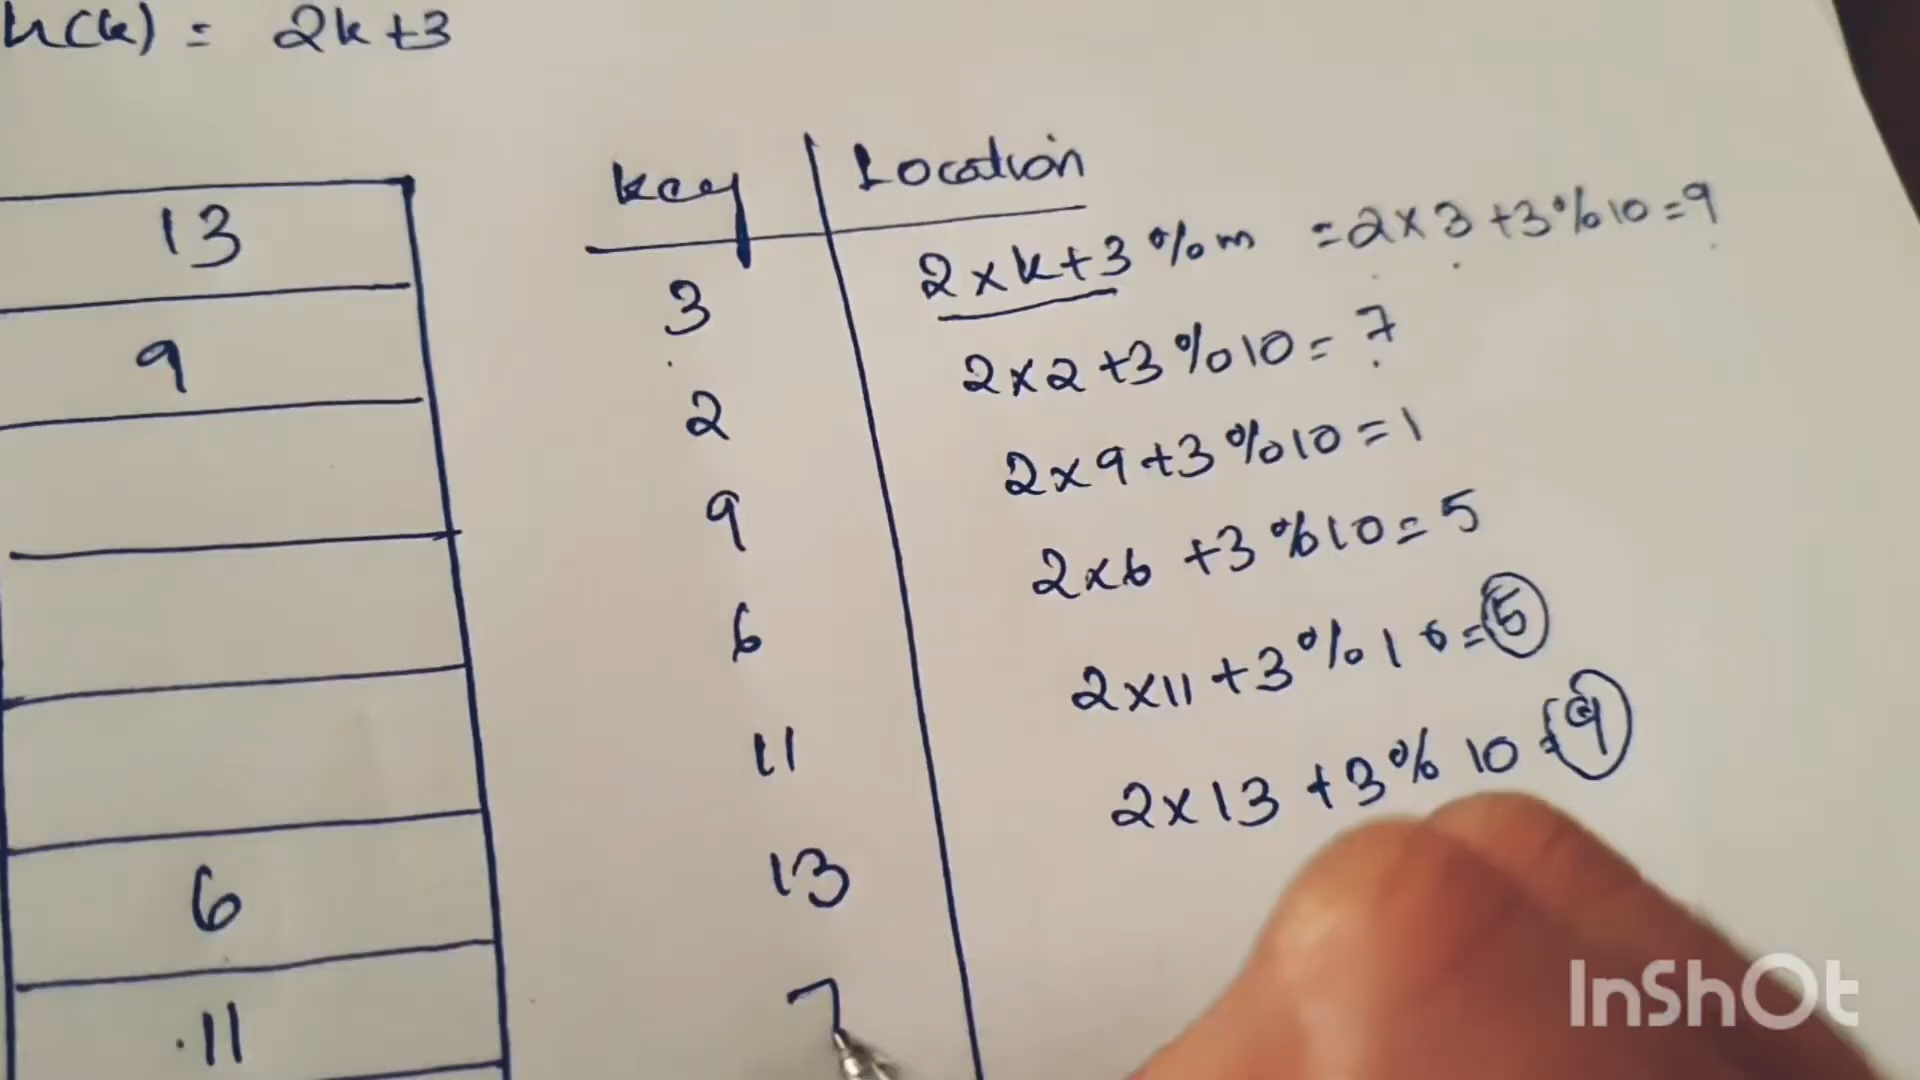 h(k) = 2k+3
13
9
6
11
key Location
3 2×k+3%m =2×3+3%10=9
2 2×2+3%10=7
9 2×9+3%10=1
6 2×6+3%10=5
11 2×11+3%10=5
13 2×13+3%10=9
7
InShOt